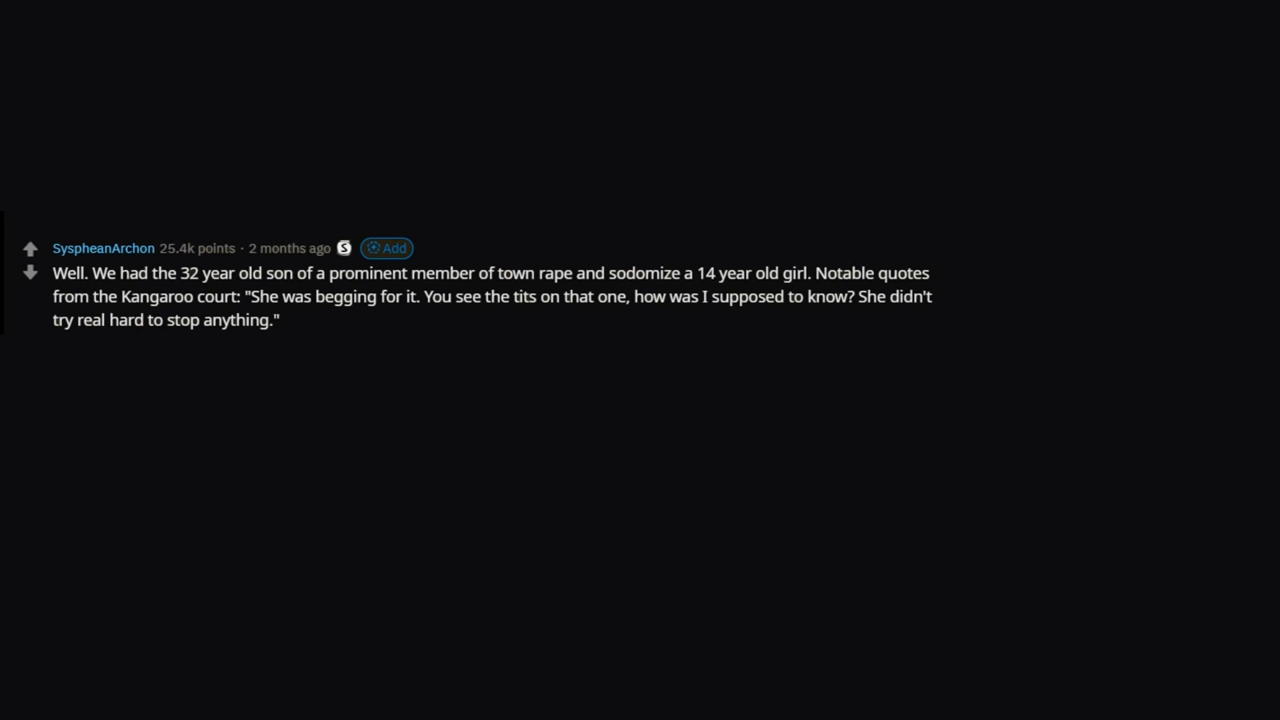 SyspheanArchon 25.4k points · 2 months ago S Add
Well. We had the 32 year old son of a prominent member of town rape and sodomize a 14 year old girl. Notable quotes
from the Kangaroo court: "She was begging for it. You see the tits on that one, how was I supposed to know? She didn't
try real hard to stop anything."